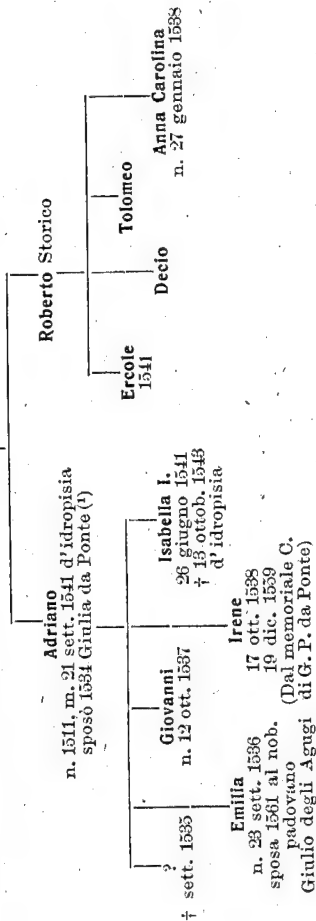 Adriano
n. 1511, m. 21 sett. 1541 d'idropisia
sposò 1534 Giulia da Ponte (¹)
Roberto Storico
?
† sett. 1535
Emilia
n. 23 sett. 1536
sposa 1561 al nob.
padovano
Giulio degli Agugi
Giovanni
n. 12 ott. 1537
Irene
17 ott. 1538
19 dic. 1559
(Dal memoriale C.
di G. P. da Ponte)
Isabella I.
26 giugno 1541
† 13 ottob. 1543
d'idropisia
Ercole
1541
Decio
Tolomeo
Anna Carolina
n. 27 gennaio 1538